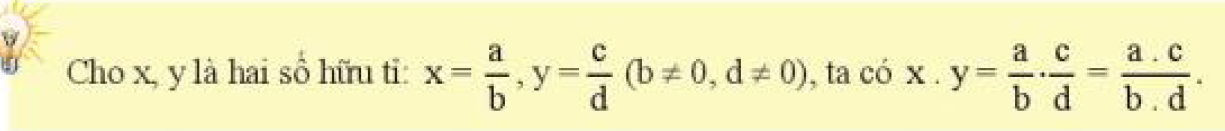 Cho x, y là hai số hữu tỉ: x = a/b , y = c/d (b ≠ 0, d ≠ 0), ta có x . y = a/b · c/d = a . c / b . d .